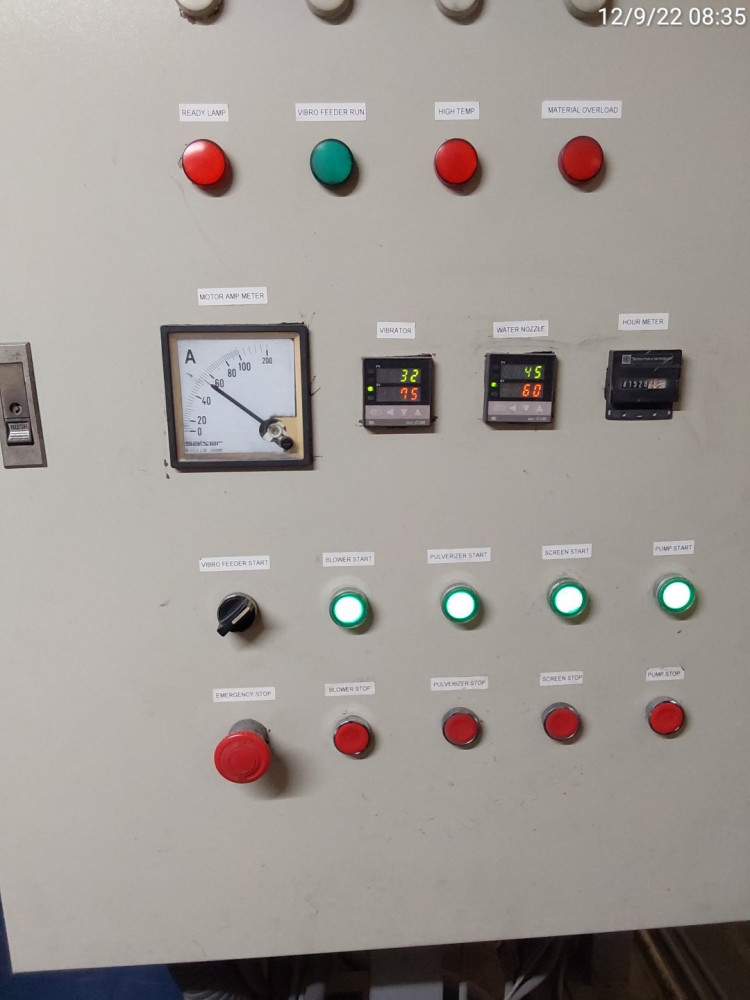 12/9/22 08:35
READY LAMP
VIBRO FEEDER RUN
HIGH TEMP
MATERIAL OVERLOAD
MOTOR AMP METER
VIBRATOR
WATER NOZZLE
HOUR METER
A
0
20
40
60
80
100
200
32
75
45
60
VIBRO FEEDER START
BLOWER START
PULVERIZER START
SCREEN START
PUMP START
EMERGENCY STOP
BLOWER STOP
PULVERIZER STOP
SCREEN STOP
PUMP STOP